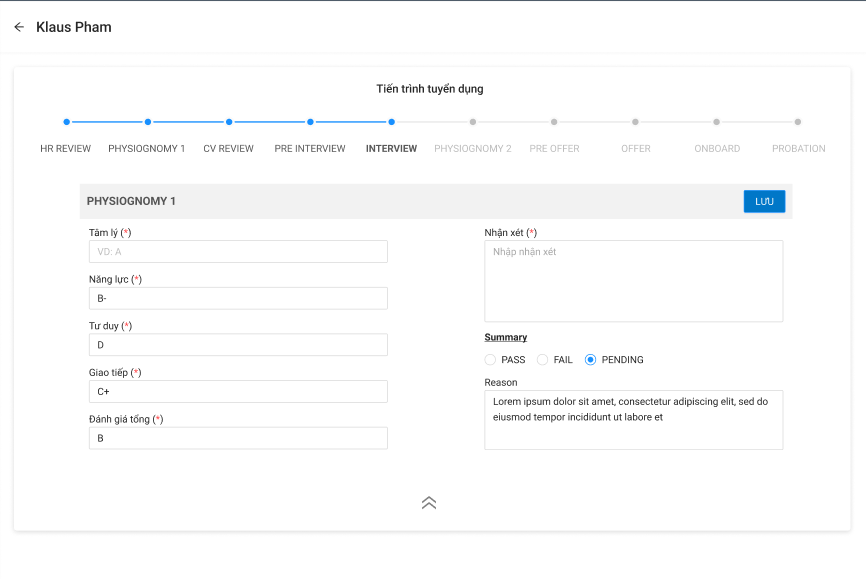 Klaus Pham
Tiến trình tuyển dụng
HR REVIEW PHYSIOGNOMY 1 CV REVIEW PRE INTERVIEW INTERVIEW PHYSIOGNOMY 2 PRE OFFER OFFER ONBOARD PROBATION
PHYSIOGNOMY 1
LƯU
Tâm lý (*)
VD: A
Năng lực (*)
B-
Tư duy (*)
D
Giao tiếp (*)
C+
Đánh giá tổng (*)
B
Nhận xét (*)
Nhập nhận xét
Summary
PASS FAIL PENDING
Reason
Lorem ipsum dolor sit amet, consectetur adipiscing elit, sed do
eiusmod tempor incididunt ut labore et